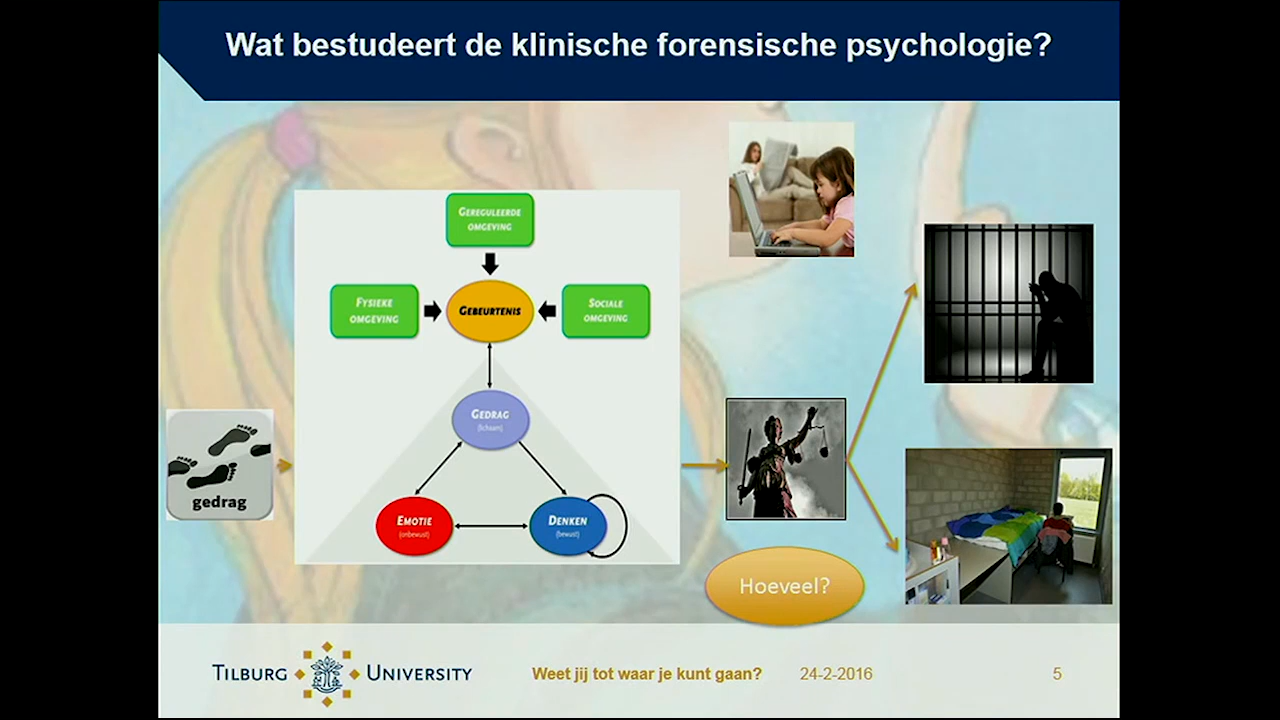 Wat bestudeert de klinische forensische psychologie?
GEREGULEERDE
OMGEVING
FYSIEKE
OMGEVING
GEBEURTENIS
SOCIALE
OMGEVING
GEDRAG
(lichaam)
gedrag
EMOTIE
(onbewust)
DENKEN
(bewust)
Hoeveel?
TILBURG UNIVERSITY
Weet jij tot waar je kunt gaan? 24-2-2016 5